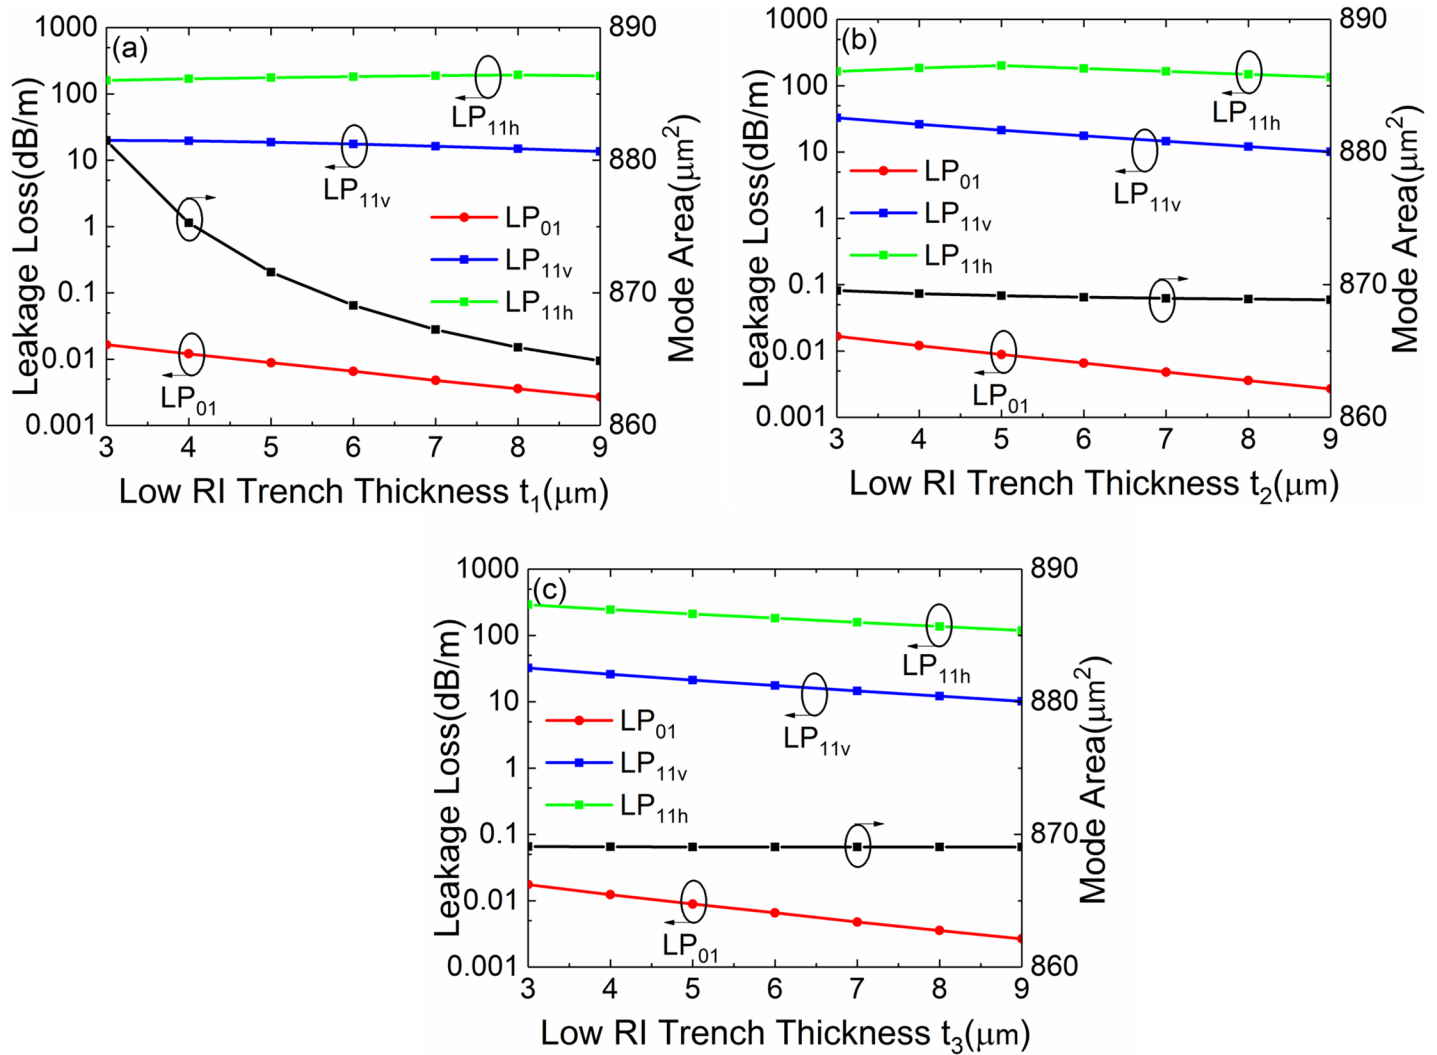 (a)
1000
100
10
1
0.1
0.01
0.001
Leakage Loss(dB/m)
890
880
870
860
Mode Area(μm²)
LP₁₁ₕ
LP₁₁ᵥ
LP₀₁
LP₁₁ᵥ
LP₁₁ₕ
LP₀₁
3 4 5 6 7 8 9
Low RI Trench Thickness t₁(μm)
(b)
1000
100
10
1
0.1
0.01
0.001
Leakage Loss(dB/m)
890
880
870
860
Mode Area(μm²)
LP₁₁ₕ
LP₀₁
LP₁₁ᵥ
LP₁₁ᵥ
LP₁₁ₕ
LP₀₁
3 4 5 6 7 8 9
Low RI Trench Thickness t₂(μm)
(c)
1000
100
10
1
0.1
0.01
0.001
Leakage Loss(dB/m)
890
880
870
860
Mode Area(μm²)
LP₁₁ₕ
LP₀₁
LP₁₁ᵥ
LP₁₁ᵥ
LP₁₁ₕ
LP₀₁
3 4 5 6 7 8 9
Low RI Trench Thickness t₃(μm)